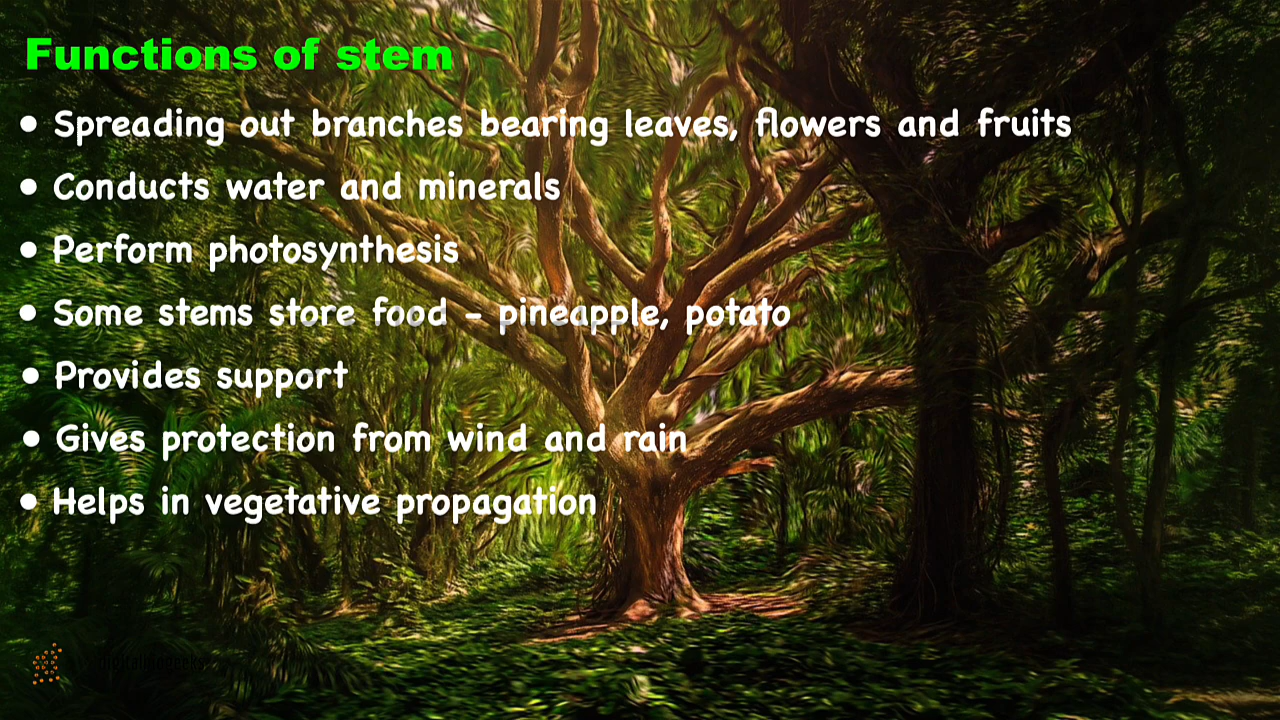 Functions of stem
• Spreading out branches bearing leaves, flowers and fruits
• Conducts water and minerals
• Perform photosynthesis
• Some stems store food - pineapple, potato
• Provides support
• Gives protection from wind and rain
• Helps in vegetative propagation